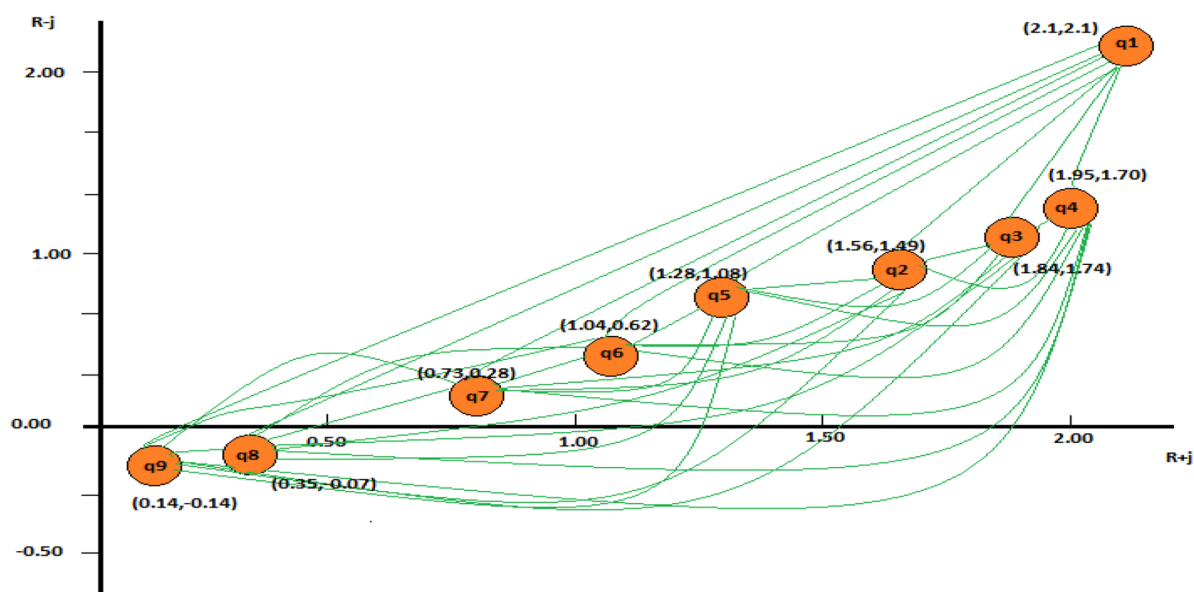 R-j
(2.1,2.1)
q1
2.00
(1.95,1.70)
q4
q3
(1.56,1.49)
1.00
q2
(1.84,1.74)
(1.28,1.08)
q5
(1.04,0.62)
q6
(0.73,0.28)
q7
0.00
0.50
1.00
1.50
2.00
R+j
q8
q9
(0.35,-0.07)
(0.14,-0.14)
-0.50